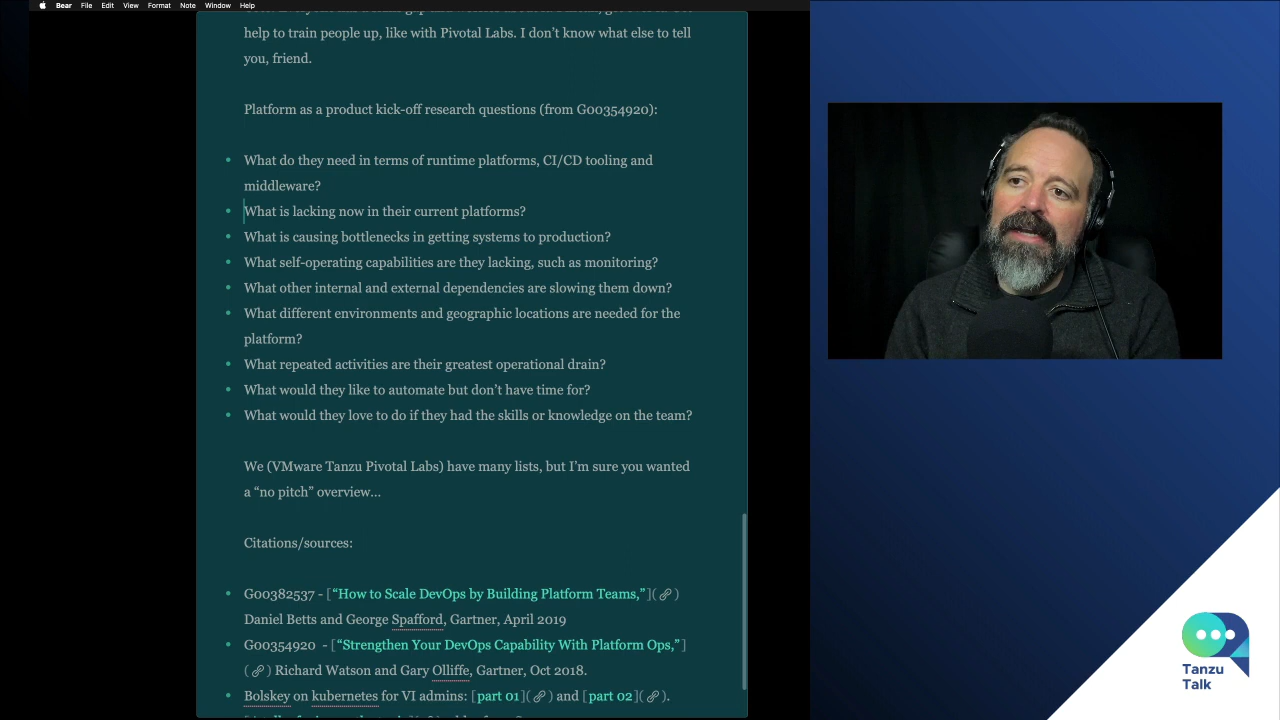 Bear File Edit View Format Note Window Help
help to train people up, like with Pivotal Labs. I don’t know what else to tell
you, friend.
Platform as a product kick-off research questions (from G00354920):
• What do they need in terms of runtime platforms, CI/CD tooling and
middleware?
• What is lacking now in their current platforms?
• What is causing bottlenecks in getting systems to production?
• What self-operating capabilities are they lacking, such as monitoring?
• What other internal and external dependencies are slowing them down?
• What different environments and geographic locations are needed for the
platform?
• What repeated activities are their greatest operational drain?
• What would they like to automate but don’t have time for?
• What would they love to do if they had the skills or knowledge on the team?
We (VMware Tanzu Pivotal Labs) have many lists, but I’m sure you wanted
a “no pitch” overview...
Citations/sources:
• G00382537 - [“How to Scale DevOps by Building Platform Teams,”]()
Daniel Betts and George Spafford, Gartner, April 2019
• G00354920 - [“Strengthen Your DevOps Capability With Platform Ops,”]
() Richard Watson and Gary Olliffe, Gartner, Oct 2018.
• Bolskey on kubernetes for VI admins: [part 01]() and [part 02]().
Tanzu
Talk